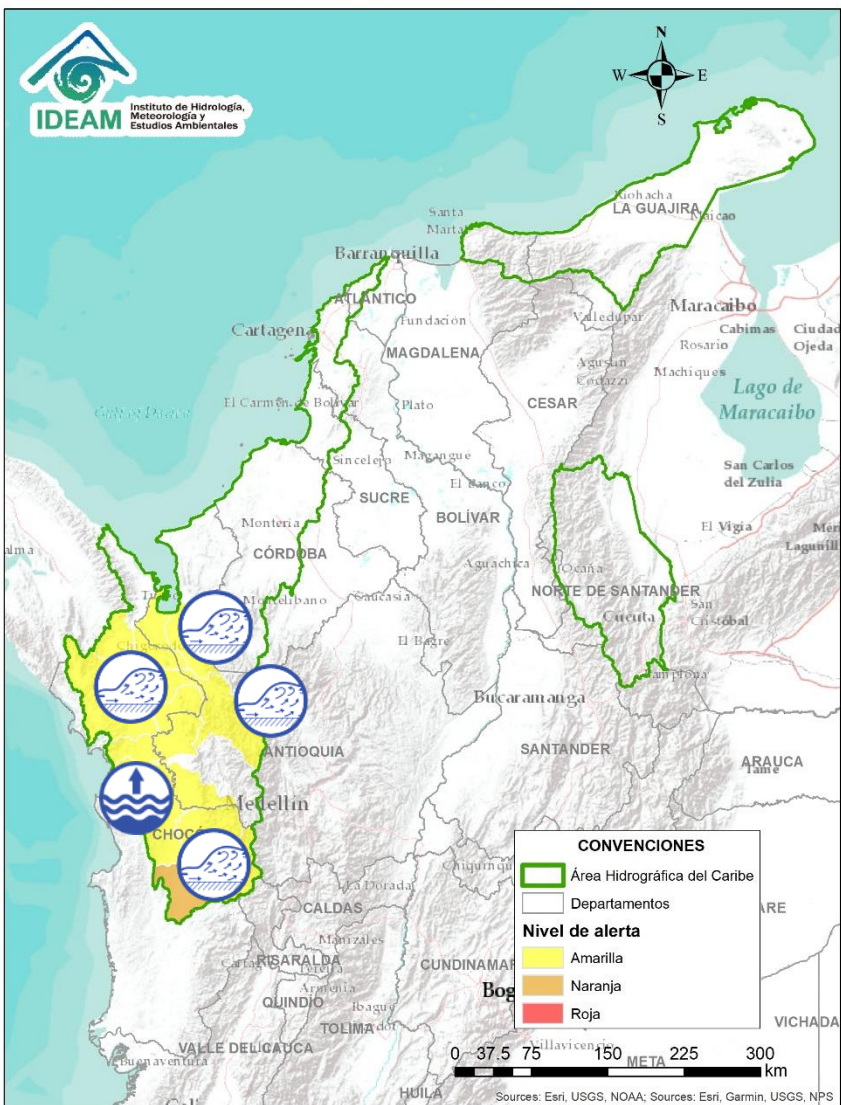 IDEAM
Instituto de Hidrología,
Meteorología y
Estudios Ambientales
N
W
E
S
Riohacha
LA GUAJIRA
Maicao
Santa
Marta
Barranquilla
ATLÁNTICO
Maracaibo
Cabimas
Ciudad
Ojeda
Cartagena
Fundación
Valledupar
Rosario
MAGDALENA
Machiques
Agustín
Codazzi
Lago de
Maracaibo
El Carmen de Bolívar
Plato
CESAR
Sincelejo
Magangue
San Carlos
del Zulia
SUCRE
El Banco
BOLÍVAR
El Vigía
Montería
CÓRDOBA
Aguachica
Ocaña
NORTE DE SANTANDER
Montelibano
Caucasia
Cucuta
San
Cristóbal
El Bagre
Bucaramanga
ANTIOQUIA
SANTANDER
ARAUCA
Tame
Medellín
CHOCÓ
La Dorada
CALDAS
Manizales
RISARALDA
Pereira
Armenia
QUINDÍO
Ibague
TOLIMA
CUNDINAMAR
Bog
VALLE DEL CAUCA
Buenaventura
Villavicencio
META
VICHADA
HUILA
CONVENCIONES
Área Hidrográfica del Caribe
Departamentos
Nivel de alerta
Amarilla
Naranja
Roja
0 37.5 75 150 225 300
km
Sources: Esri, USGS, NOAA; Sources: Esri, Garmin, USGS, NPS